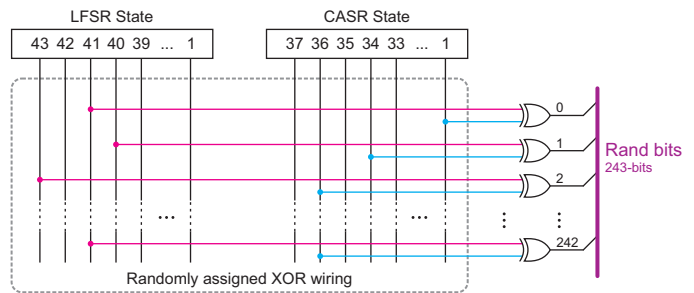 LFSR State
CASR State
43 42 41 40 39 ... 1
37 36 35 34 33 ... 1
0
1
Rand bits
243-bits
2
...
...
242
Randomly assigned XOR wiring